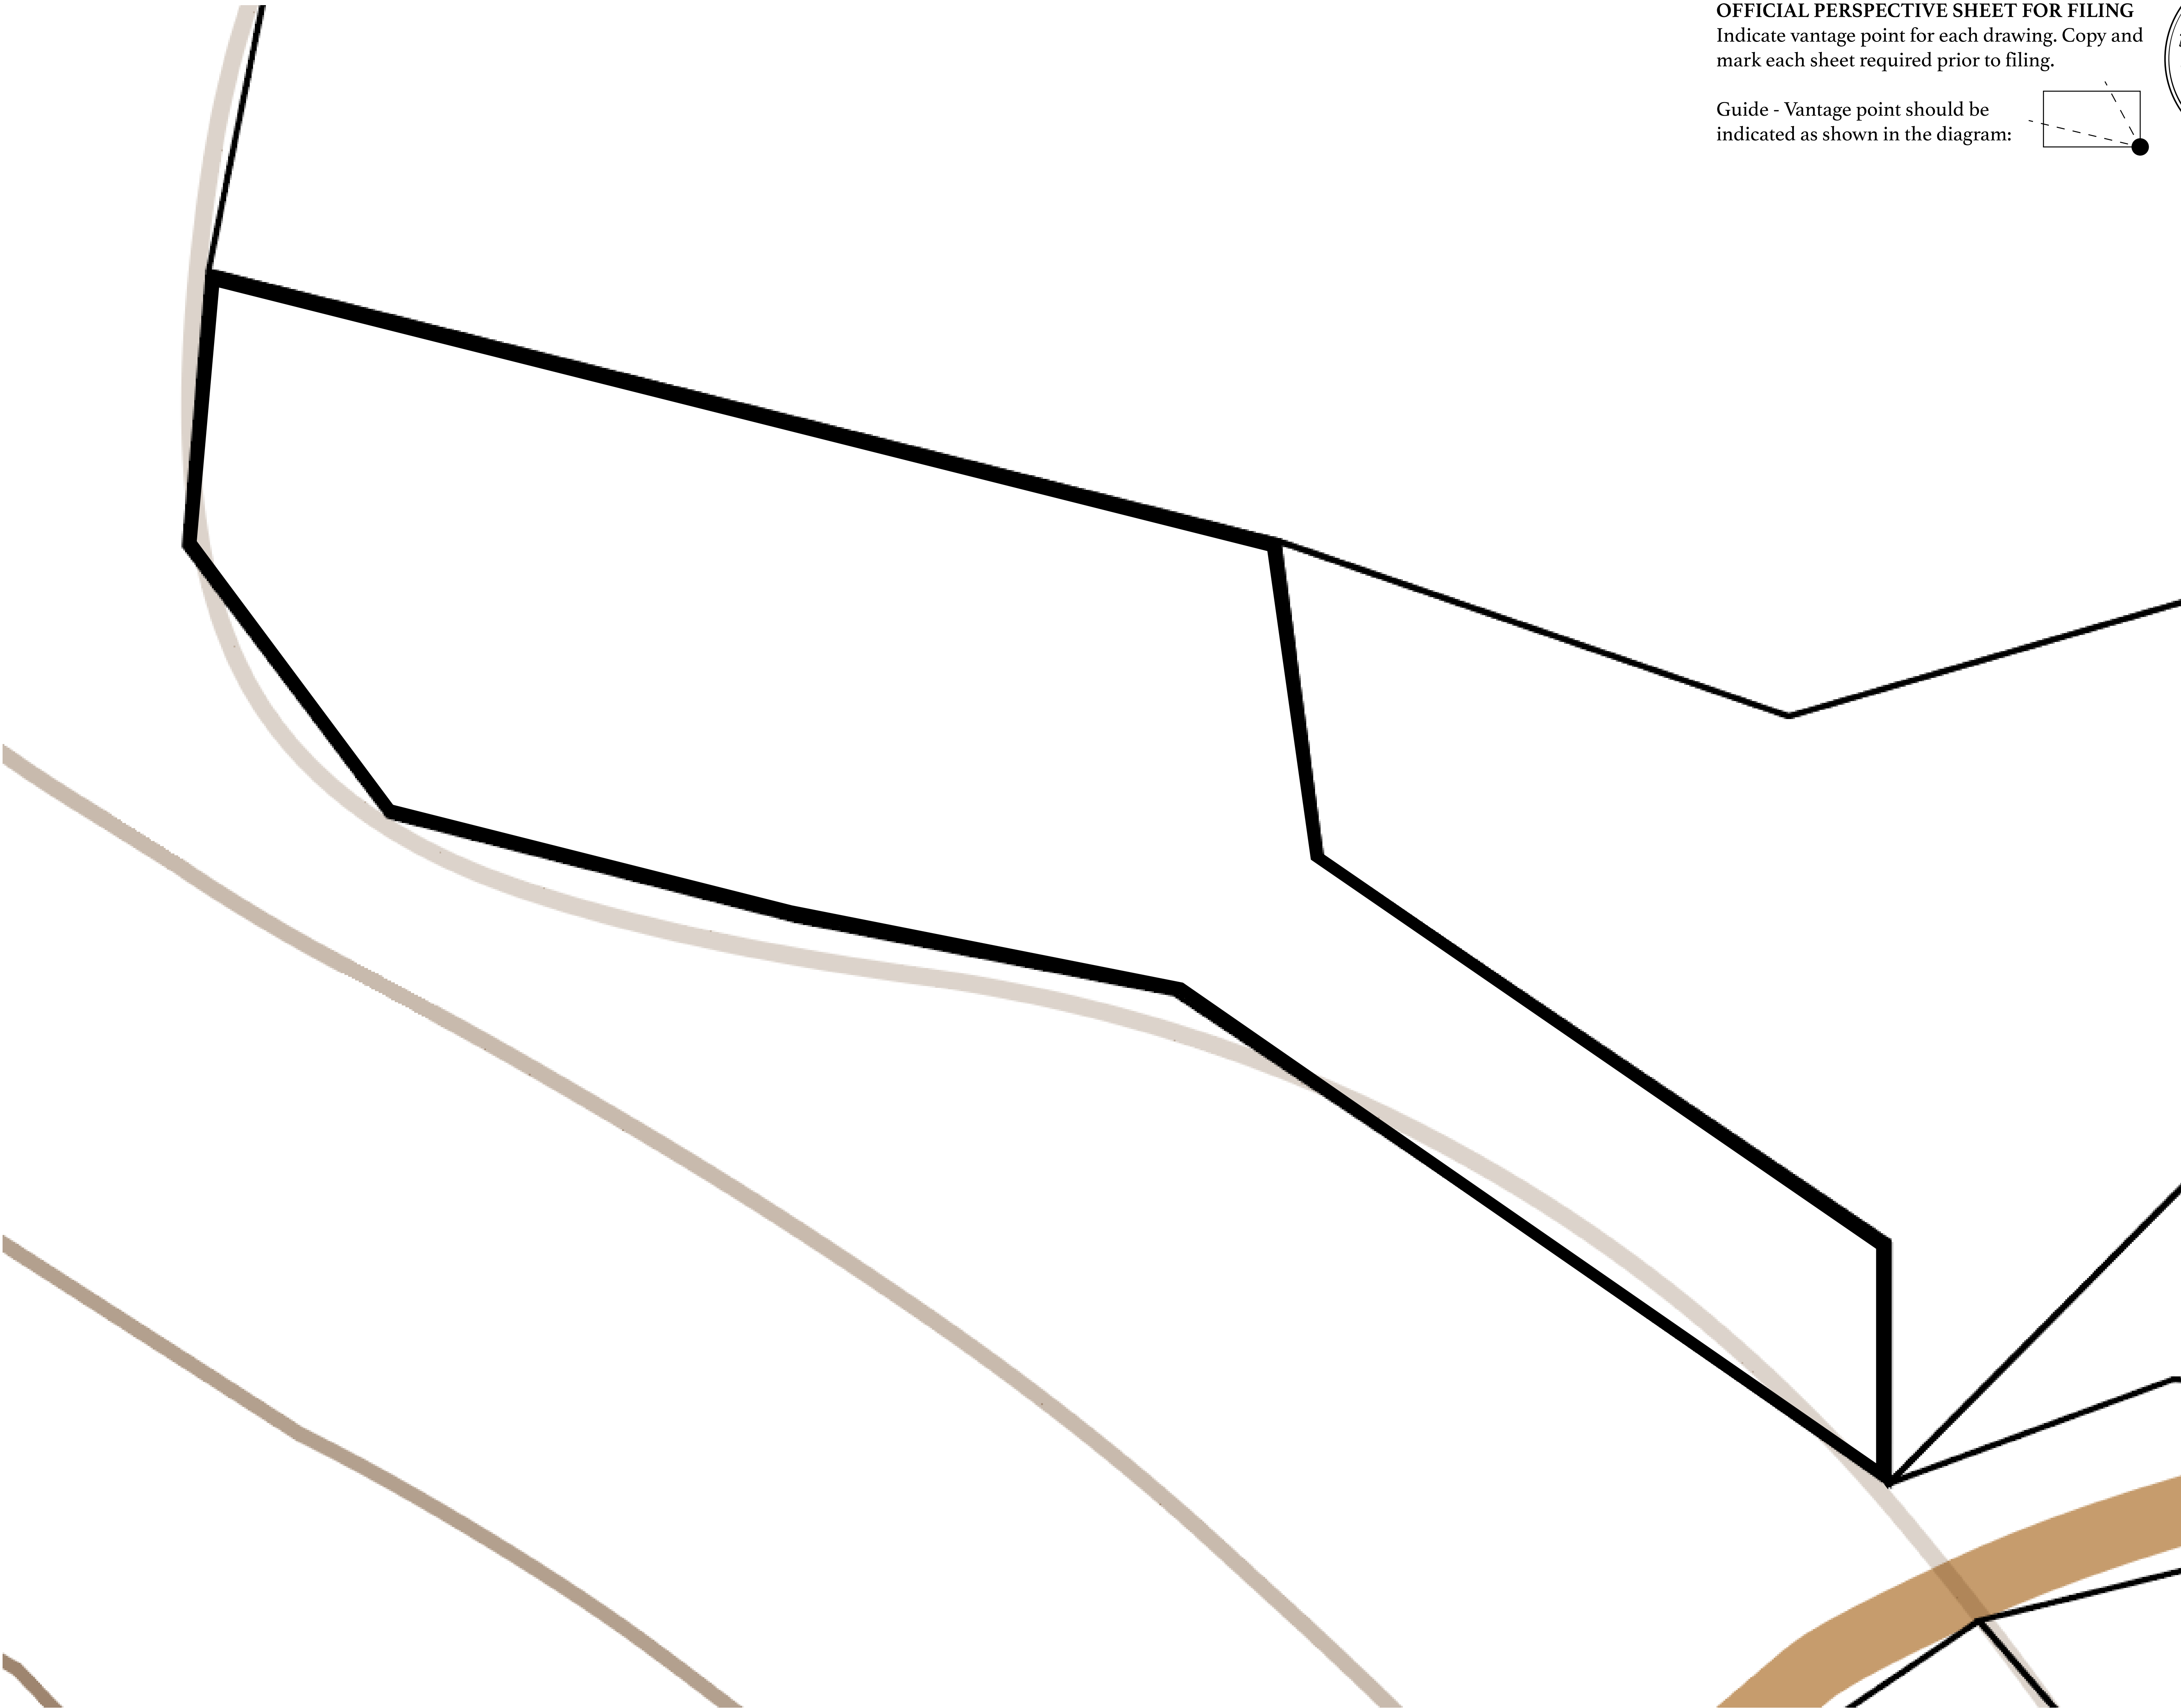 OFFICIAL PERSPECTIVE SHEET FOR FILING
Indicate vantage point for each drawing. Copy and
mark each sheet required prior to filing.
Guide - Vantage point should be
indicated as shown in the diagram: